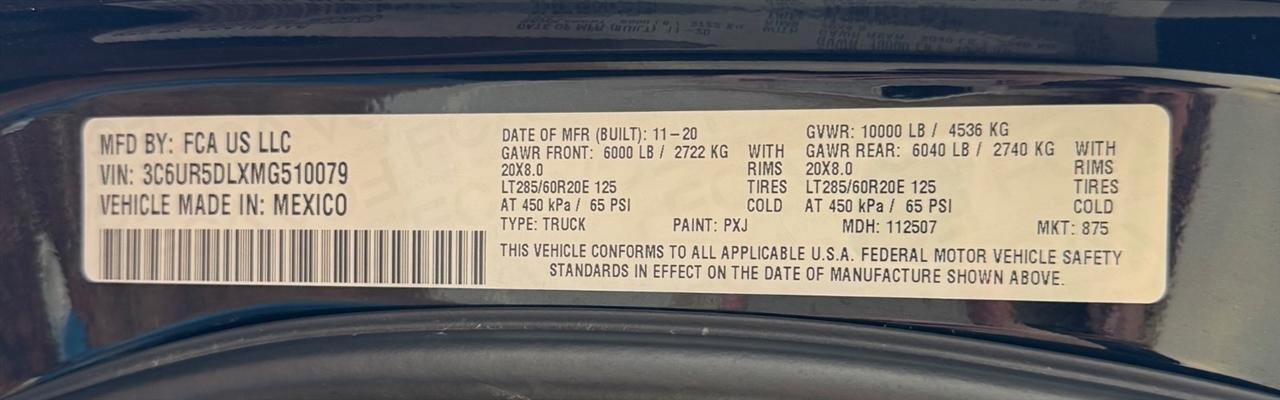 MFD BY: FCA US LLC
VIN: 3C6UR5DLXMG510079
VEHICLE MADE IN: MEXICO
DATE OF MFR (BUILT): 11-20
GAWR FRONT: 6000 LB / 2722 KG WITH
20X8.0 RIMS
LT285/60R20E 125 TIRES
AT 450 kPa / 65 PSI COLD
GVWR: 10000 LB / 4536 KG
GAWR REAR: 6040 LB / 2740 KG WITH
20X8.0 RIMS
LT285/60R20E 125 TIRES
AT 450 kPa / 65 PSI COLD
TYPE: TRUCK PAINT: PXJ MDH: 112507 MKT: 875
THIS VEHICLE CONFORMS TO ALL APPLICABLE U.S.A. FEDERAL MOTOR VEHICLE SAFETY
STANDARDS IN EFFECT ON THE DATE OF MANUFACTURE SHOWN ABOVE.